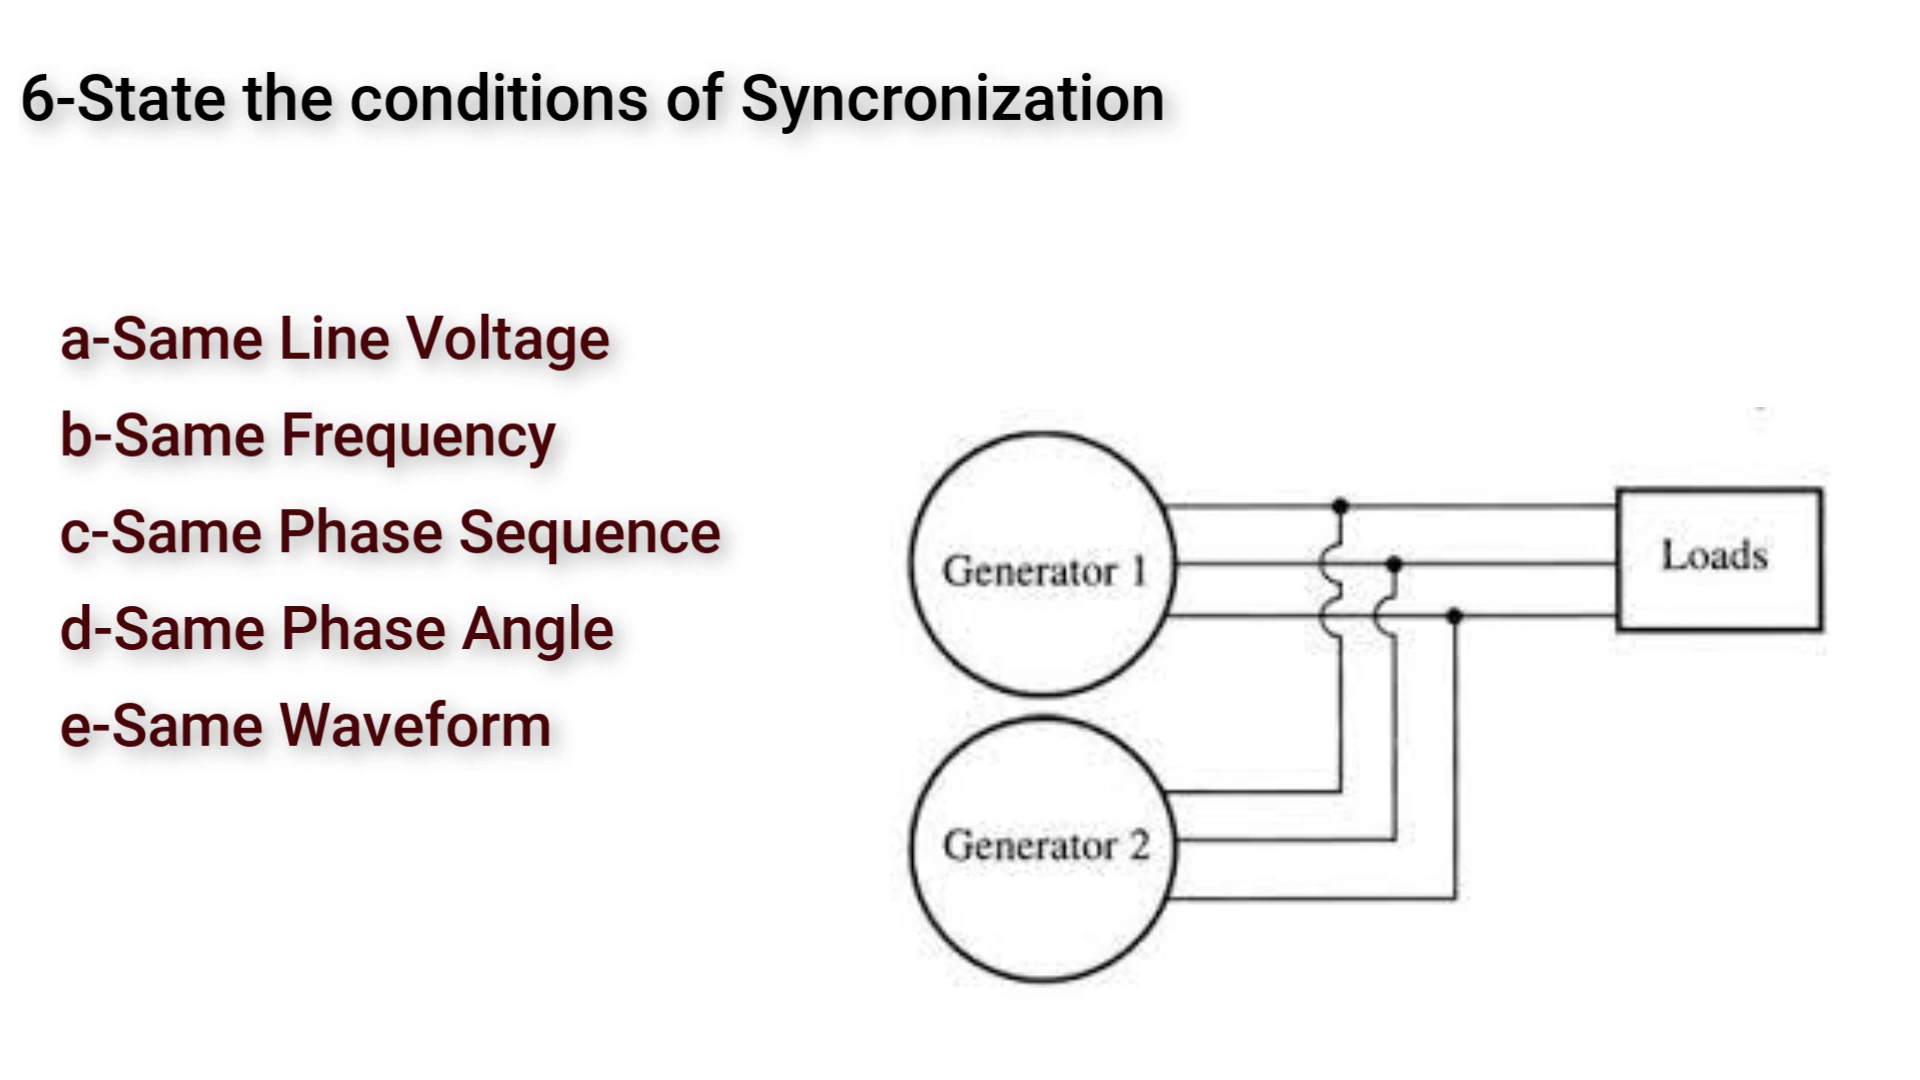 6-State the conditions of Syncronization
a-Same Line Voltage
b-Same Frequency
c-Same Phase Sequence
d-Same Phase Angle
e-Same Waveform
Generator 1
Loads
Generator 2